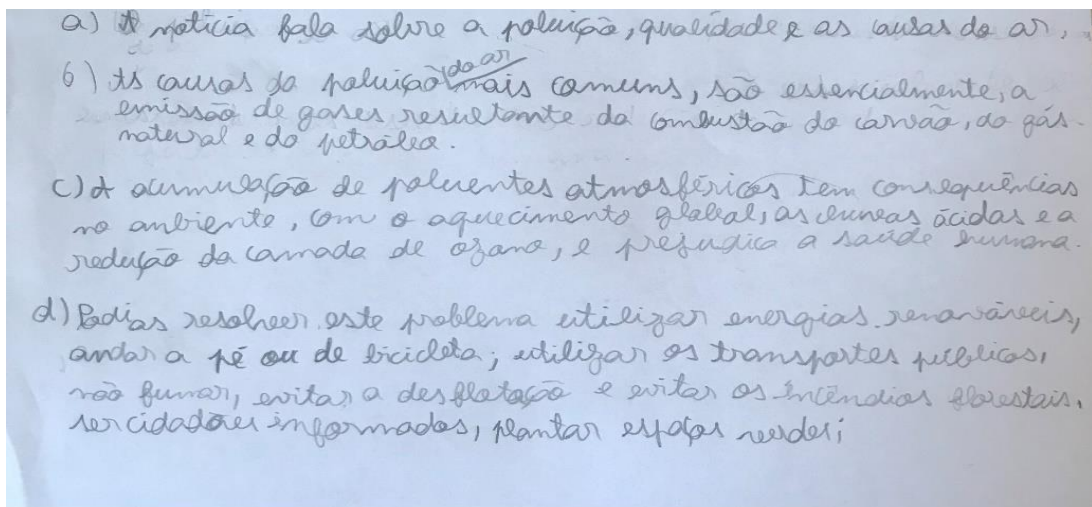 a) A notícia fala sobre a poluição, qualidade e as causas do ar,
b) As causas da poluição do ar mais comuns, são essencialmente, a
emissão de gases resultante da combustão do carvão, do gás
natural e do petróleo.
c) A acumulação de poluentes atmosféricos tem consequências
no ambiente, com o aquecimento global, as chuvas ácidas e a
redução da camada de ozono, e prejudica a saúde humana.
d) Podias resolver este problema utilizar energias renováveis,
andar a pé ou de bicicleta; utilizar os transportes públicos,
não fumar, evitar a desflotação e evitar os incêndios florestais,
ser cidadões informados, plantar espaços verdes;